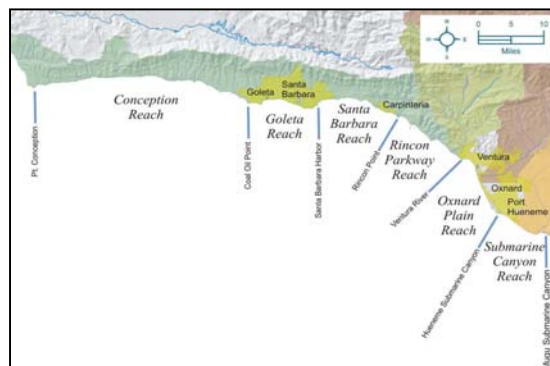 N
W
E
S
0
5
10
Miles
Goleta
Santa
Barbara
Carpinteria
Ventura
Oxnard
Port
Hueneme
Conception
Reach
Goleta
Reach
Santa
Barbara
Reach
Rincon
Parkway
Reach
Oxnard
Plain
Reach
Submarine
Canyon
Reach
Pt. Conception
Coal Oil Point
Santa Barbara Harbor
Rincon Point
Ventura River
Hueneme Submarine Canyon
Mugu Submarine Canyon